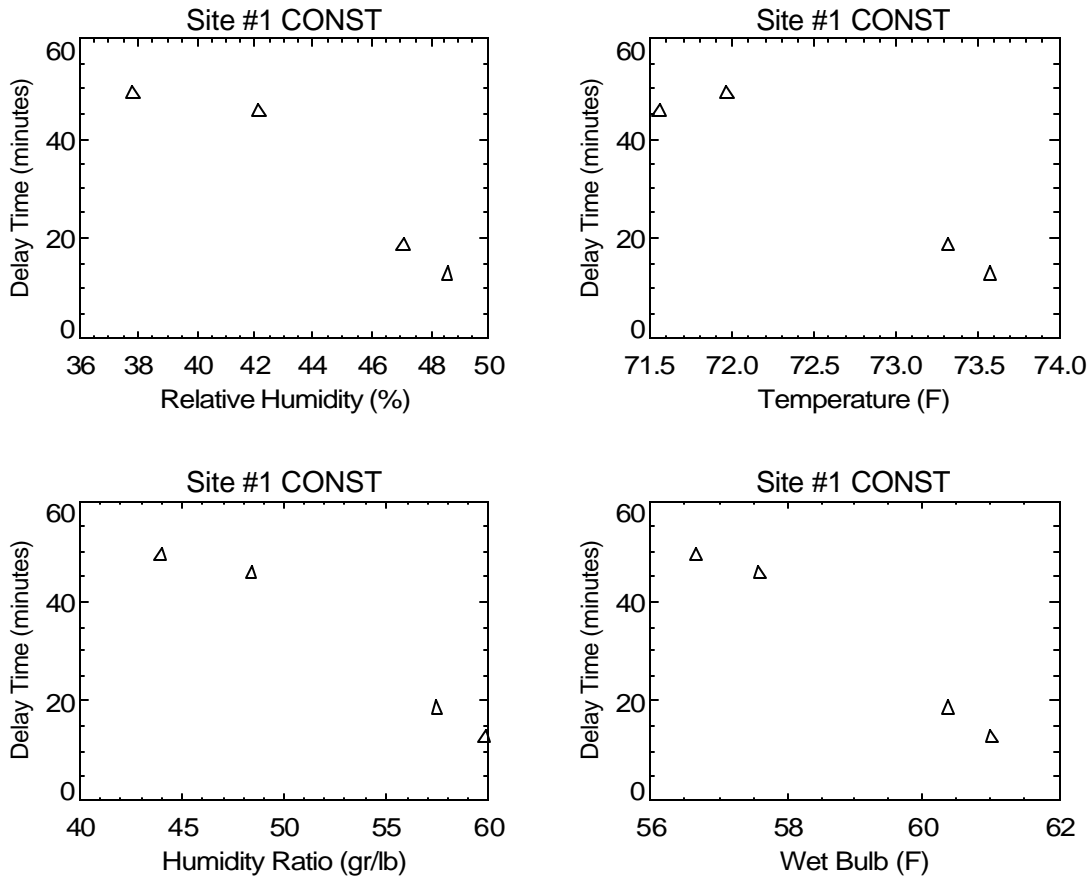 Site #1 CONST
60
40
20
0
Delay Time (minutes)
36 38 40 42 44 46 48 50
Relative Humidity (%)
Site #1 CONST
60
40
20
0
Delay Time (minutes)
71.5 72.0 72.5 73.0 73.5 74.0
Temperature (F)
Site #1 CONST
60
40
20
0
Delay Time (minutes)
40 45 50 55 60
Humidity Ratio (gr/lb)
Site #1 CONST
60
40
20
0
Delay Time (minutes)
56 58 60 62
Wet Bulb (F)